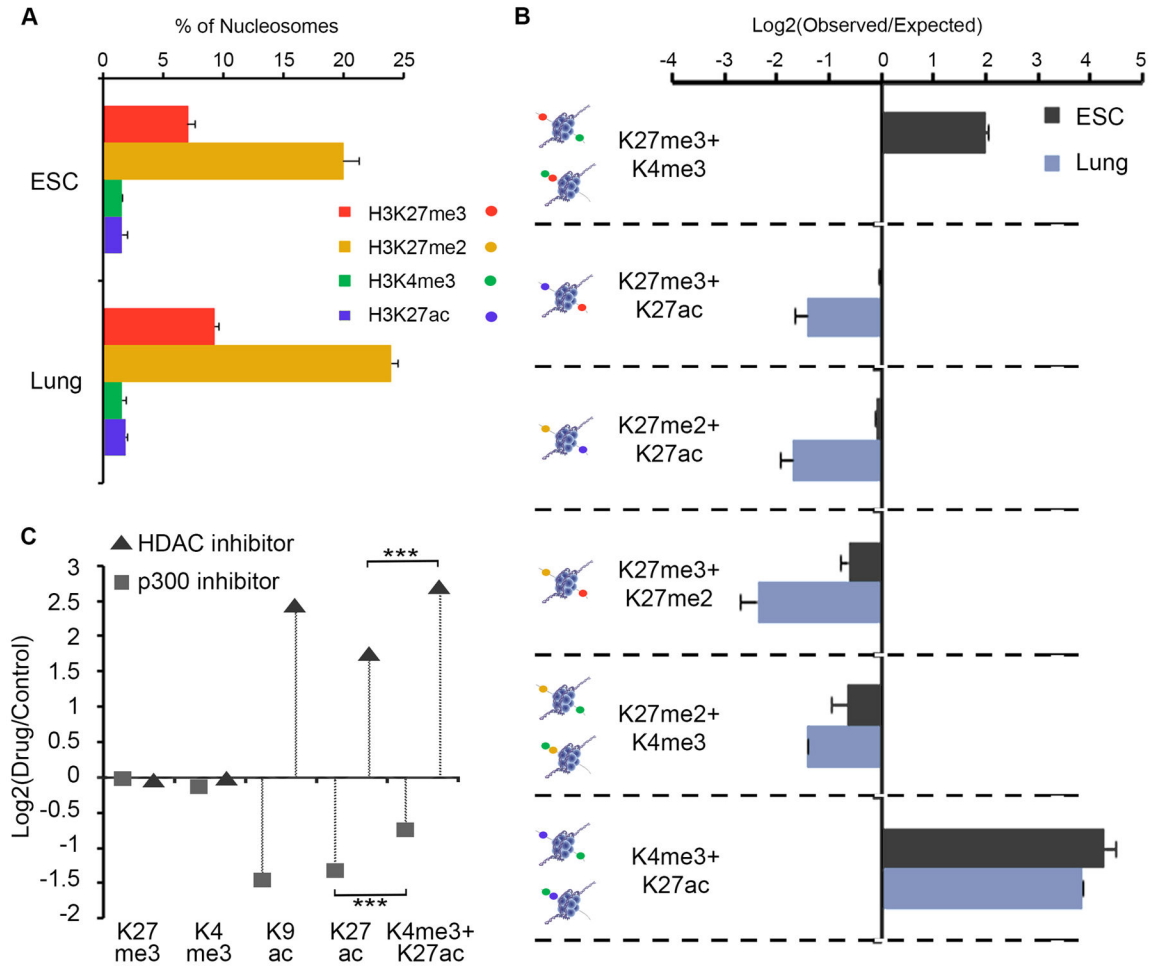 A
% of Nucleosomes
0 5 10 15 20 25
ESC
Lung
H3K27me3
H3K27me2
H3K4me3
H3K27ac
B
Log2(Observed/Expected)
-4 -3 -2 -1 0 1 2 3 4 5
ESC
Lung
K27me3+
K4me3
K27me3+
K27ac
K27me2+
K27ac
K27me3+
K27me2
K27me2+
K4me3
K4me3+
K27ac
C
HDAC inhibitor
p300 inhibitor
Log2(Drug/Control)
3
2.5
2
1.5
1
0.5
0
-0.5
-1
-1.5
-2
***
***
K27 K4 K9 K27 K4me3+
me3 me3 ac ac K27ac